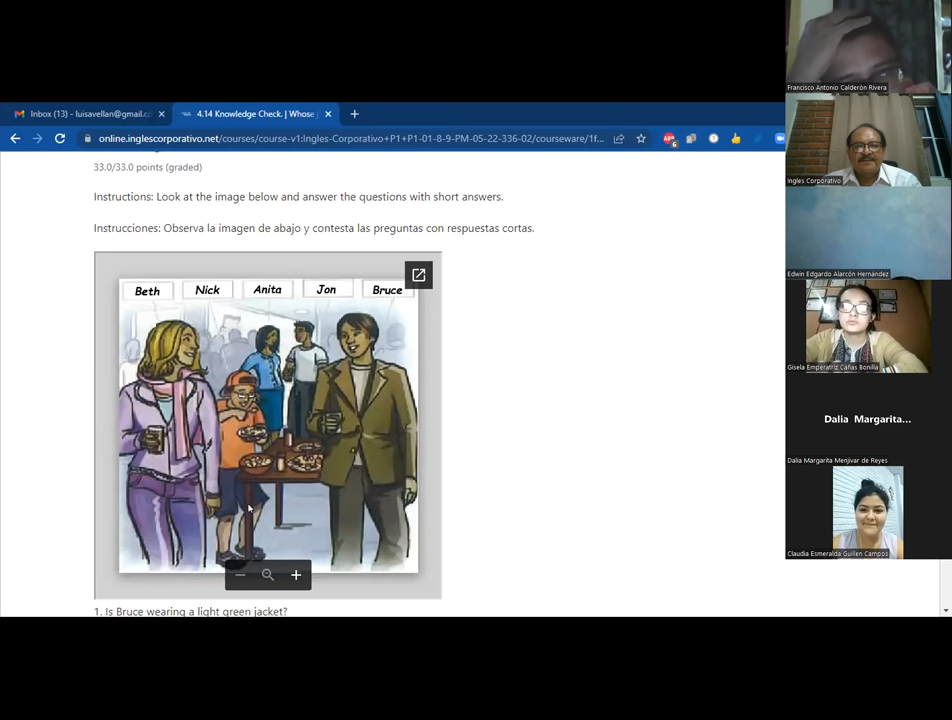 Inbox (13) - luisavellan@gmail.c
4.14 Knowledge Check. | Whose
online.inglescorporativo.net/courses/course-v1:Ingles-Corporativo+P1+P1-01-8-9-PM-05-22-336-02/courseware/1f...
6
33.0/33.0 points (graded)
Instructions: Look at the image below and answer the questions with short answers.
Instrucciones: Observa la imagen de abajo y contesta las preguntas con respuestas cortas.
Beth Nick Anita Jon Bruce
1. Is Bruce wearing a light green jacket?
Francisco Antonio Calderón Rivera
Ingles Corporativo
Edwin Edgardo Alarcón Hernández
Gisela Emperatriz Cañas Bonilla
Dalia Margarita...
Dalia Margarita Menjivar de Reyes
Claudia Esmeralda Guillen Campos